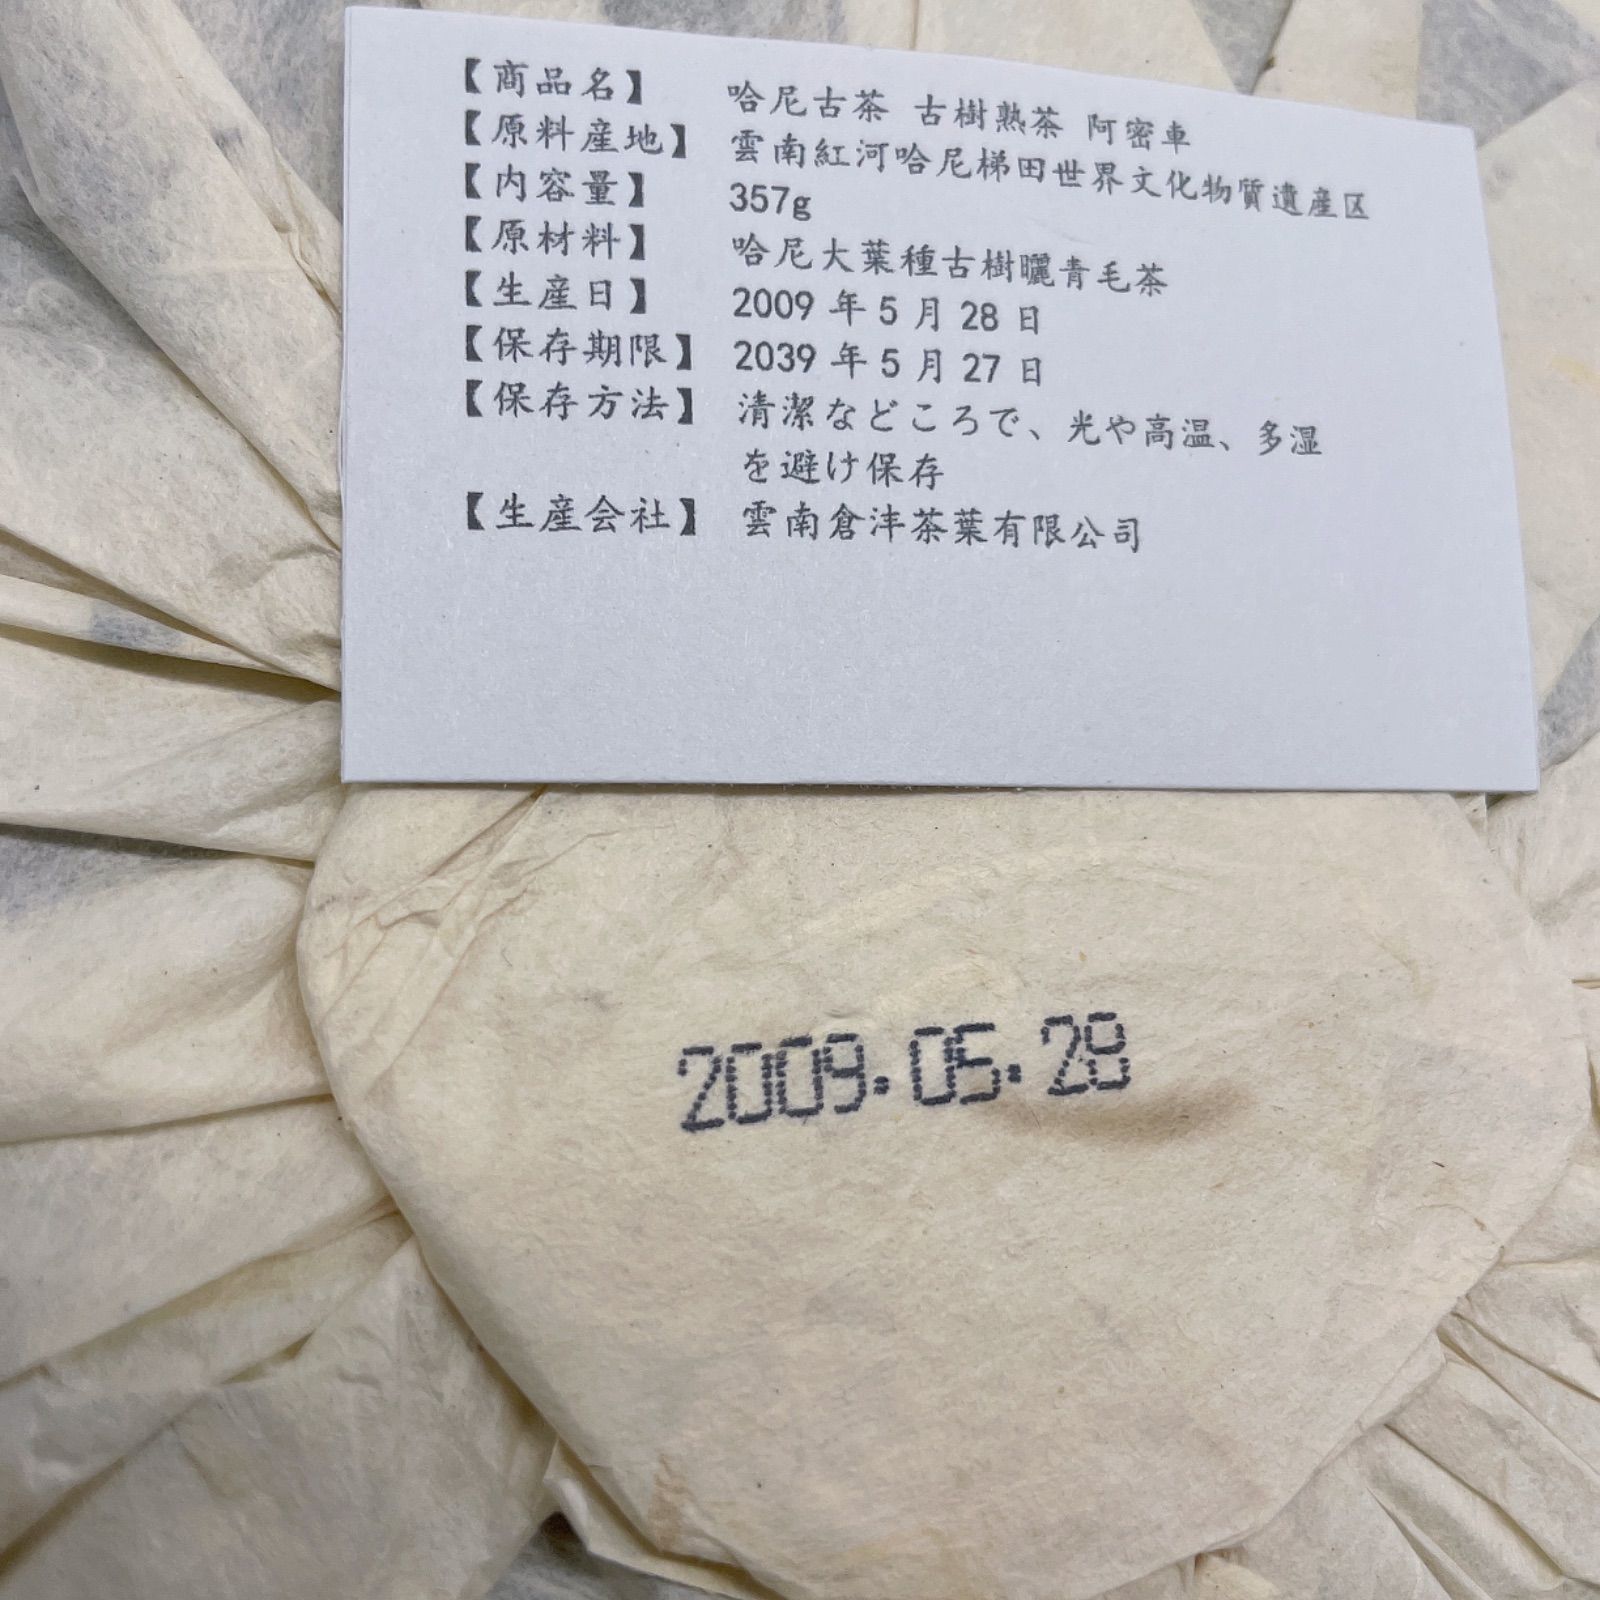 【商品名】 哈尼古茶 古樹熟茶 阿密車
【原料産地】 雲南紅河哈尼梯田世界文化物質遺産区
【内容量】 357g
【原材料】 哈尼大葉種古樹曬青毛茶
【生産日】 2009 年 5 月 28 日
【保存期限】 2039 年 5 月 27 日
【保存方法】 清潔などころで、光や高温、多湿
を避け保存
【生産会社】 雲南倉沣茶葉有限公司
2009.05.28